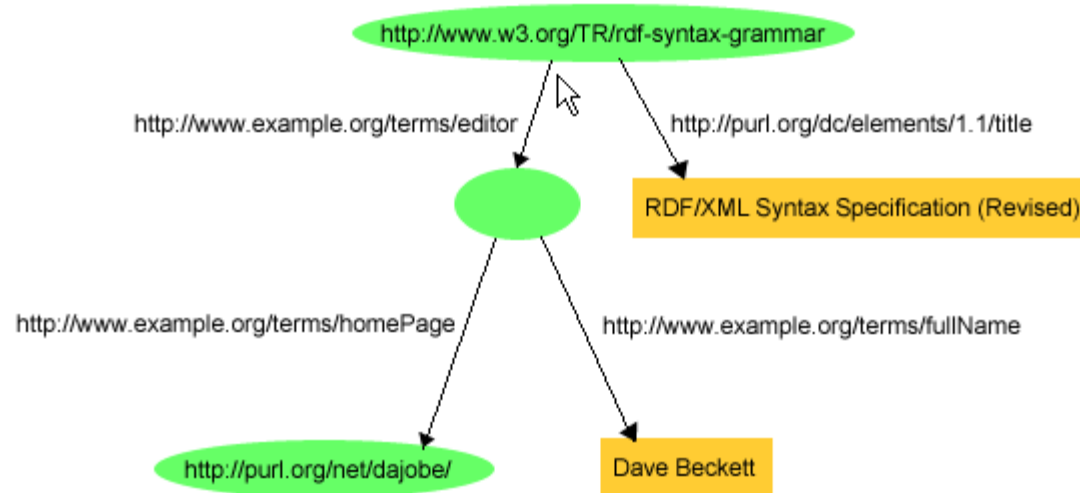 http://www.w3.org/TR/rdf-syntax-grammar
http://www.example.org/terms/editor
http://purl.org/dc/elements/1.1/title
RDF/XML Syntax Specification (Revised)
http://www.example.org/terms/homePage
http://www.example.org/terms/fullName
http://purl.org/net/dajobe/
Dave Beckett